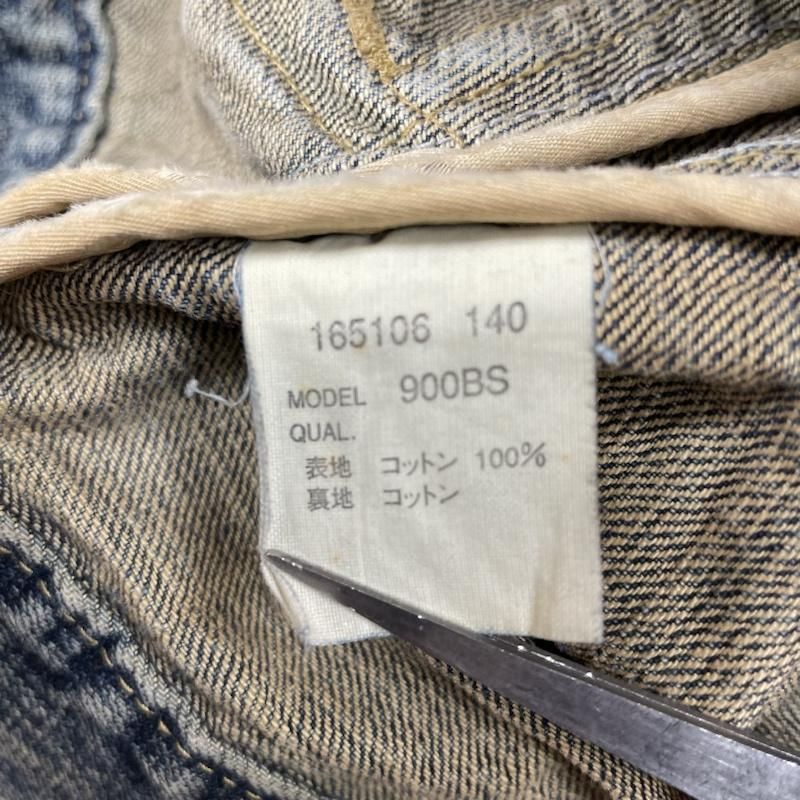 165106 140
MODEL 900BS
QUAL.
表地 コットン 100%
裏地 コットン